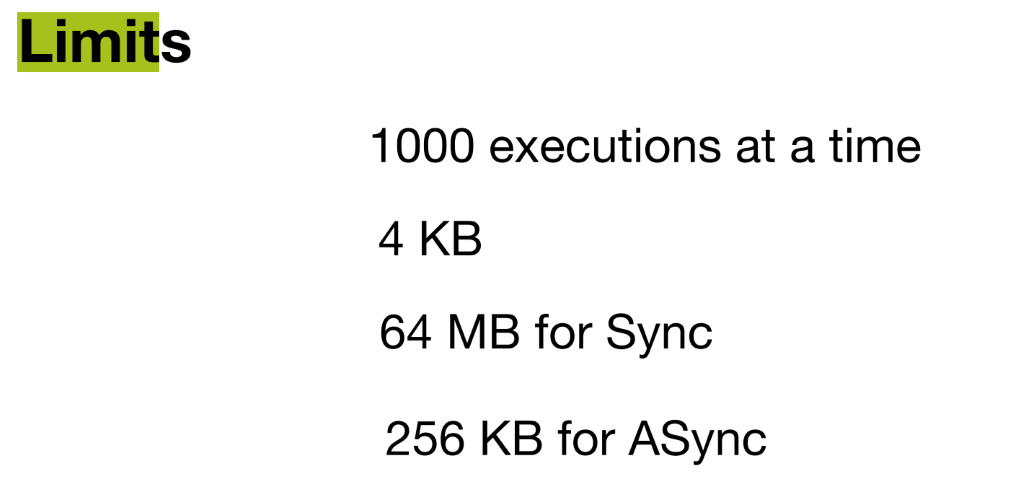 Limits
1000 executions at a time
4 KB
64 MB for Sync
256 KB for ASync